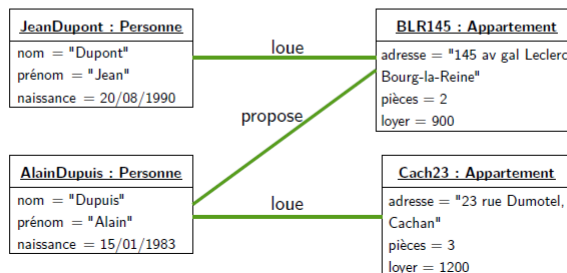 JeanDupont : Personne
nom = "Dupont"
prénom = "Jean"
naissance = 20/08/1990
loue
BLR145 : Appartement
adresse = "145 av gal Leclerc
Bourg-la-Reine"
pièces = 2
loyer = 900
propose
AlainDupuis : Personne
nom = "Dupuis"
prénom = "Alain"
naissance = 15/01/1983
loue
Cach23 : Appartement
adresse = "23 rue Dumotel,
Cachan"
pièces = 3
loyer = 1200